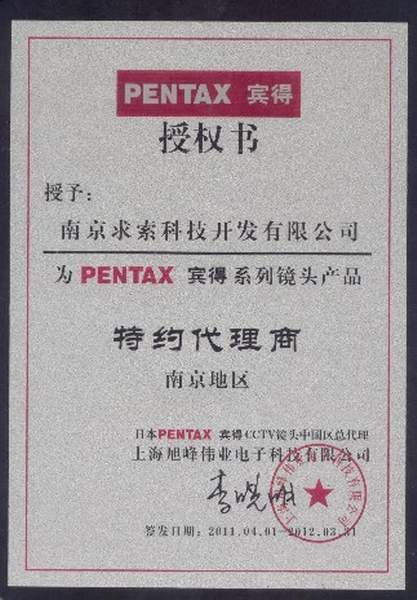 PENTAX 宾得
授权书
授予：
南京求索科技开发有限公司
为 PENTAX 宾得 系列镜头产品
特约代理商
南京地区
日本PENTAX 宾得 CCTV镜头中国区总代理
上海旭峰伟业电子科技有限公司
签发日期：2011.04.01—2012.03.31